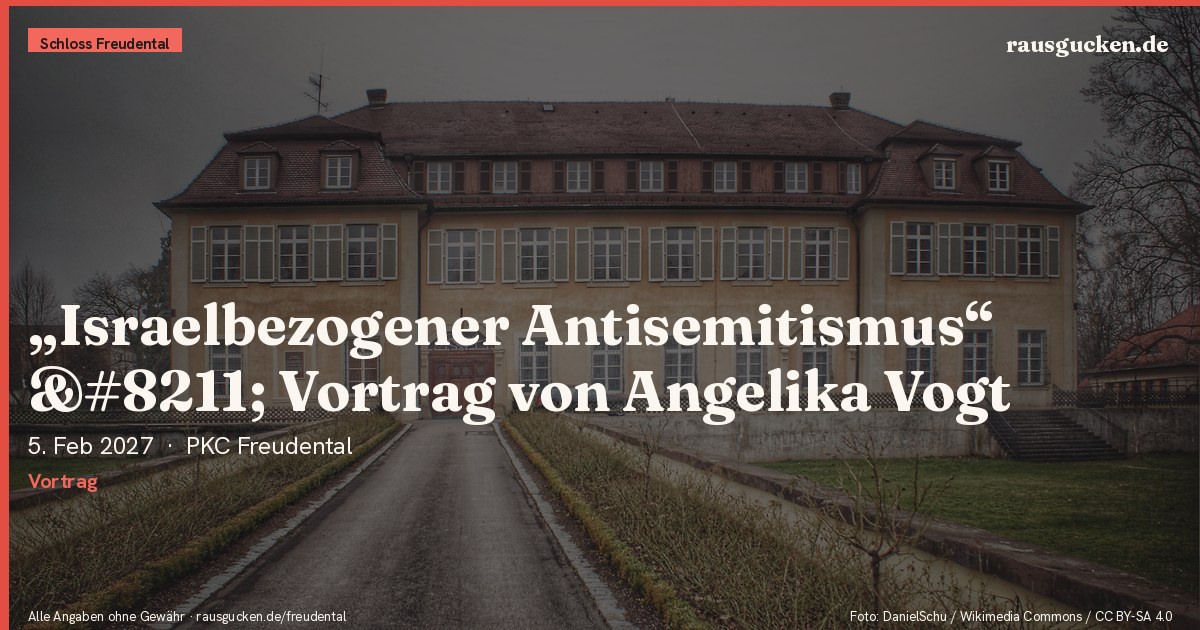 Schloss Freudental
rausgucken.de
„Israelbezogener Antisemitismus“
&#8211; Vortrag von Angelika Vogt
5. Feb 2027 · PKC Freudental
Vortrag
Alle Angaben ohne Gewähr · rausgucken.de/freudental
Foto: DanielSchu / Wikimedia Commons / CC BY-SA 4.0